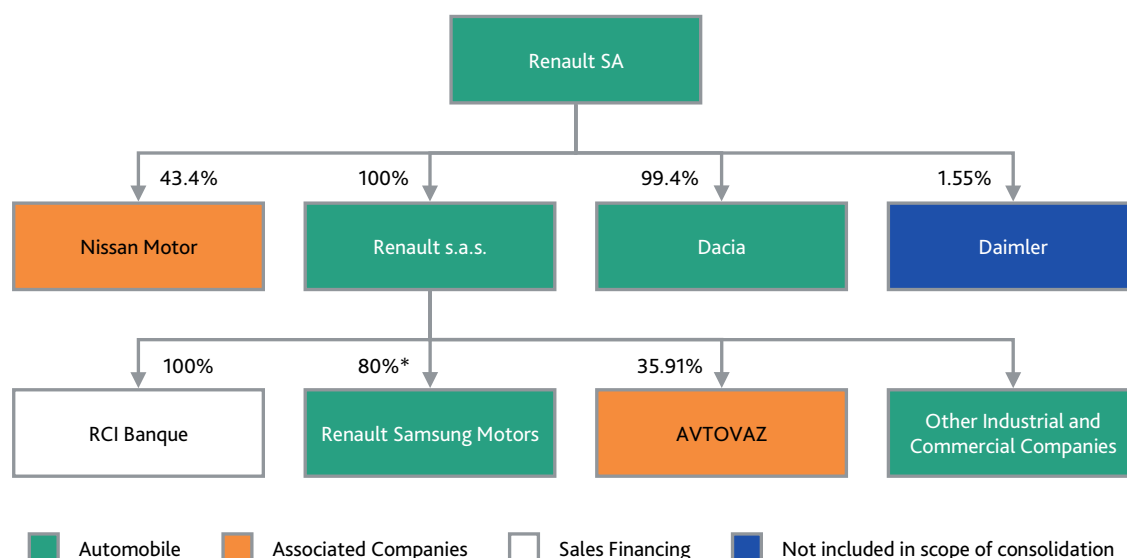 Renault SA
43.4%
100%
99.4%
1.55%
Nissan Motor
Renault s.a.s.
Dacia
Daimler
100%
80%*
35.91%
RCI Banque
Renault Samsung Motors
AVTOVAZ
Other Industrial and
Commercial Companies
Automobile
Associated Companies
Sales Financing
Not included in scope of consolidation